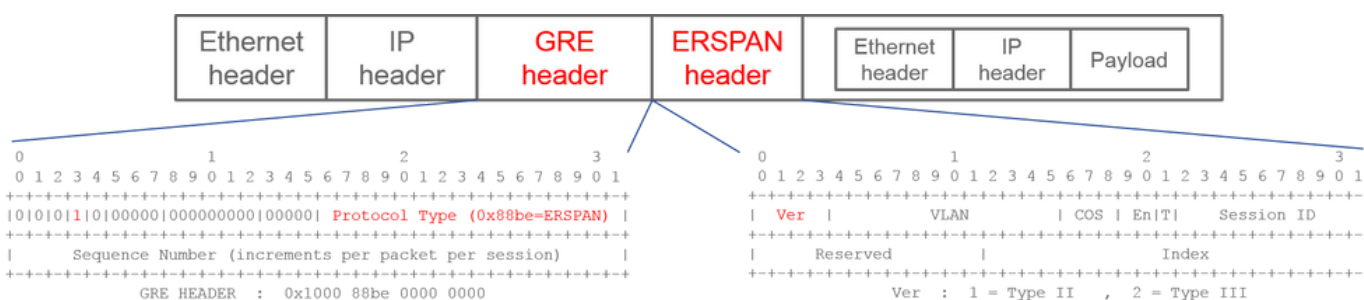 Ethernet header
IP header
GRE header
ERSPAN header
Ethernet header
IP header
Payload
0 1 2 3
0 1 2 3 4 5 6 7 8 9 0 1 2 3 4 5 6 7 8 9 0 1 2 3 4 5 6 7 8 9 0 1
+-+-+-+-+-+-+-+-+-+-+-+-+-+-+-+-+-+-+-+-+-+-+-+-+-+-+-+-+-+-+-+-+
|0|0|0|1|0|00000|000000000|00000| Protocol Type (0x88be=ERSPAN) |
+-+-+-+-+-+-+-+-+-+-+-+-+-+-+-+-+-+-+-+-+-+-+-+-+-+-+-+-+-+-+-+-+
| Sequence Number (increments per packet per session) |
+-+-+-+-+-+-+-+-+-+-+-+-+-+-+-+-+-+-+-+-+-+-+-+-+-+-+-+-+-+-+-+-+
GRE HEADER : 0x1000 88be 0000 0000
0 1 2 3
0 1 2 3 4 5 6 7 8 9 0 1 2 3 4 5 6 7 8 9 0 1 2 3 4 5 6 7 8 9 0 1
+-+-+-+-+-+-+-+-+-+-+-+-+-+-+-+-+-+-+-+-+-+-+-+-+-+-+-+-+-+-+-+-
| Ver | VLAN | COS | En|T| Session ID
+-+-+-+-+-+-+-+-+-+-+-+-+-+-+-+-+-+-+-+-+-+-+-+-+-+-+-+-+-+-+-+-
| Reserved | Index
+-+-+-+-+-+-+-+-+-+-+-+-+-+-+-+-+-+-+-+-+-+-+-+-+-+-+-+-+-+-+-+-
Ver : 1 = Type II , 2 = Type III